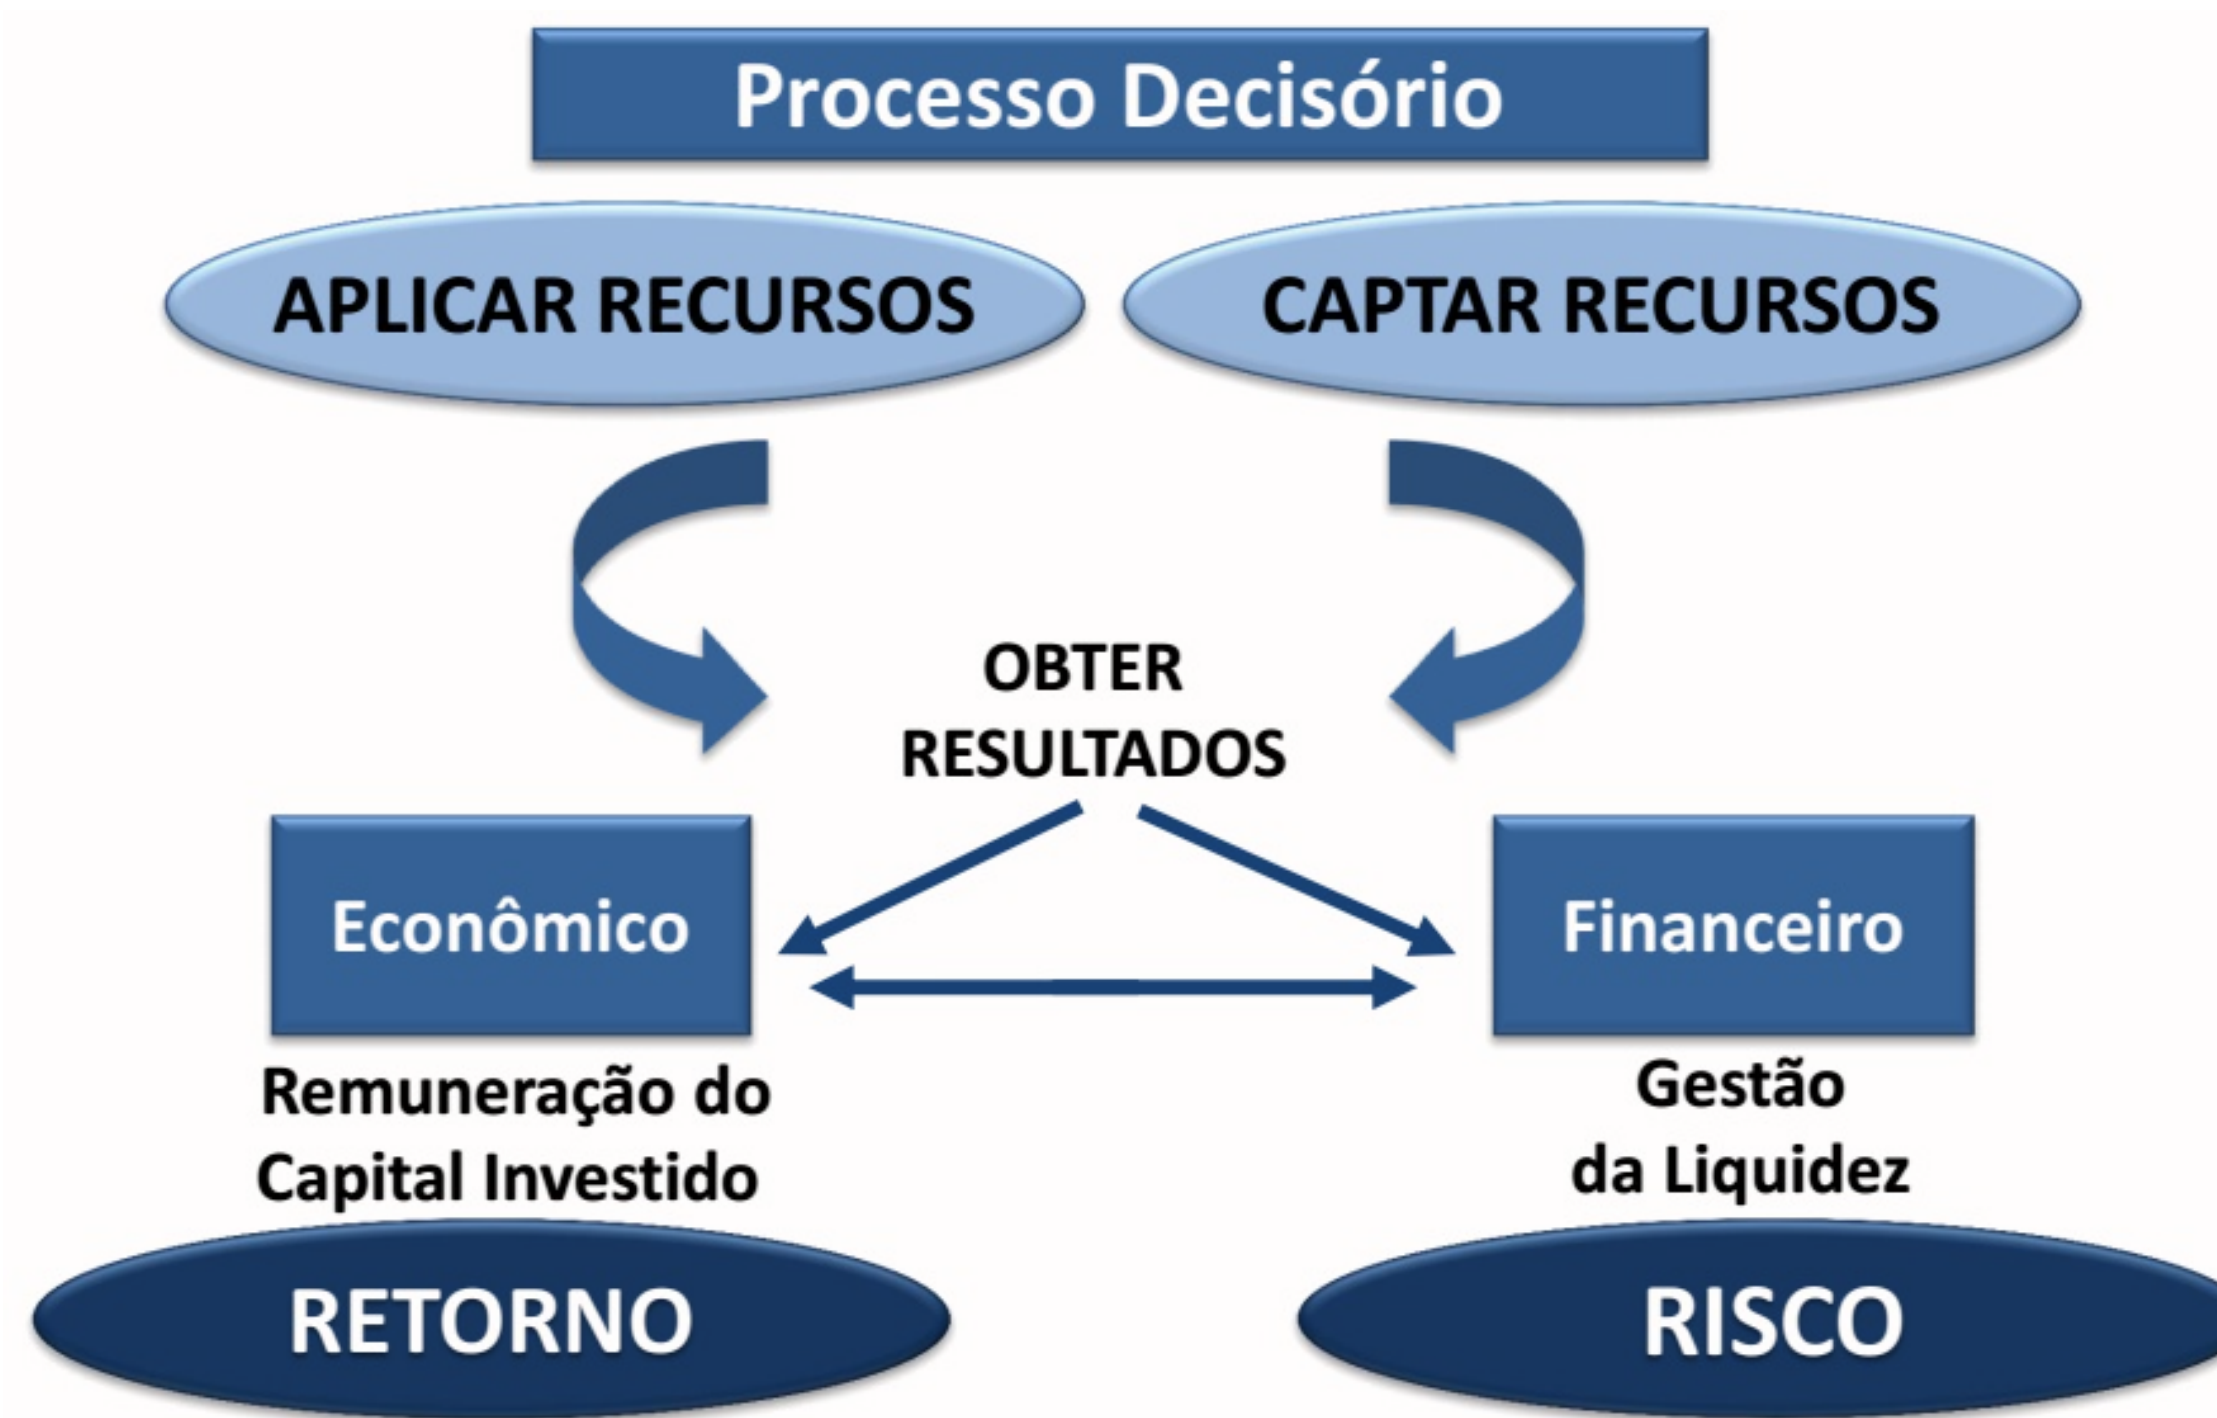 Processo Decisório
APLICAR RECURSOS
CAPTAR RECURSOS
OBTER
RESULTADOS
Econômico
Financeiro
Remuneração do
Capital Investido
Gestão
da Liquidez
RETORNO
RISCO